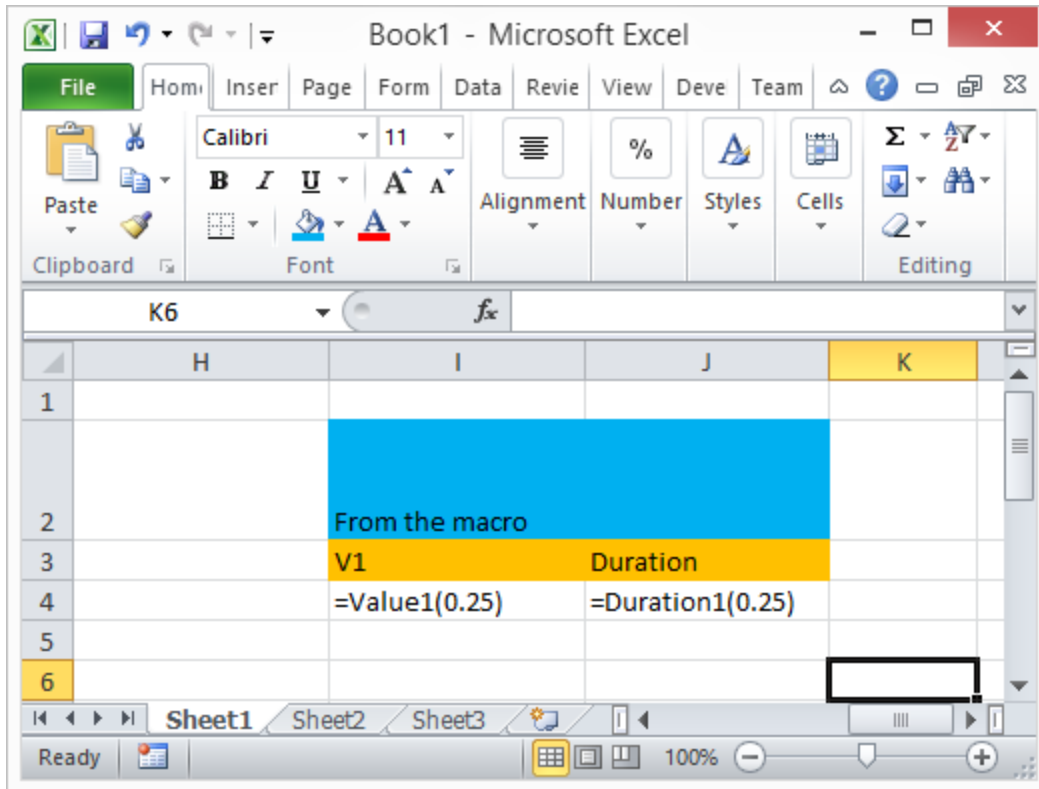 Book1 - Microsoft Excel
File Hom Inser Page Form Data Revie View Deve Team
Calibri 11
B I U A A
% A Σ A Z
Paste Alignment Number Styles Cells
Clipboard Font Editing
K6 fx
H I J K
1
2 From the macro
3 V1 Duration
4 =Value1(0.25) =Duration1(0.25)
5
6
Sheet1 Sheet2 Sheet3
Ready 100%